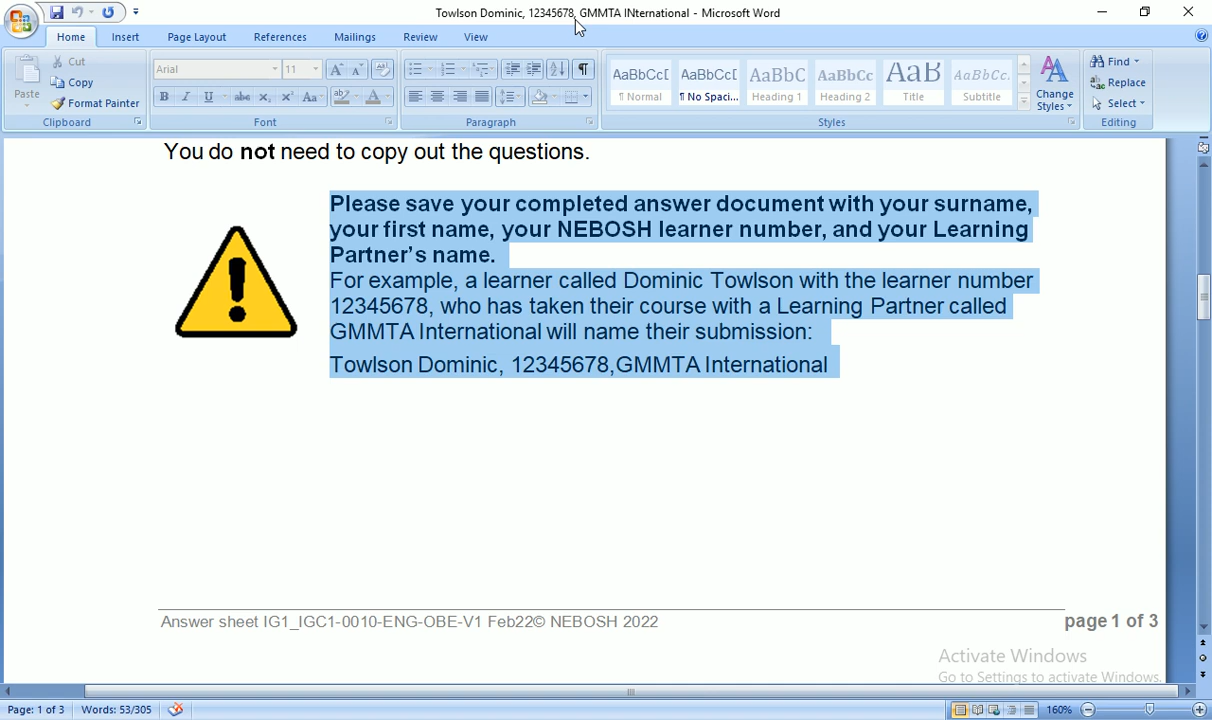 Towlson Dominic, 12345678, GMMTA INternational - Microsoft Word
Home Insert Page Layout References Mailings Review View
Paste
Cut
Copy
Format Painter
Clipboard
Arial 11
B I U abc
Font
Paragraph
AaBbCcI AaBbCcI AaBbC AaBbCc AaB AaBbCc.
¶ Normal ¶ No Spaci... Heading 1 Heading 2 Title Subtitle
Change Styles
Styles
Find
Replace
Select
Editing
You do not need to copy out the questions.
Please save your completed answer document with your surname,
your first name, your NEBOSH learner number, and your Learning
Partner's name.
For example, a learner called Dominic Towlson with the learner number
12345678, who has taken their course with a Learning Partner called
GMMTA International will name their submission:
Towlson Dominic, 12345678,GMMTA International
Answer sheet IG1_IGC1-0010-ENG-OBE-V1 Feb22© NEBOSH 2022 page 1 of 3
Activate Windows
Go to Settings to activate Windows.
Page: 1 of 3 Words: 53/305 160%